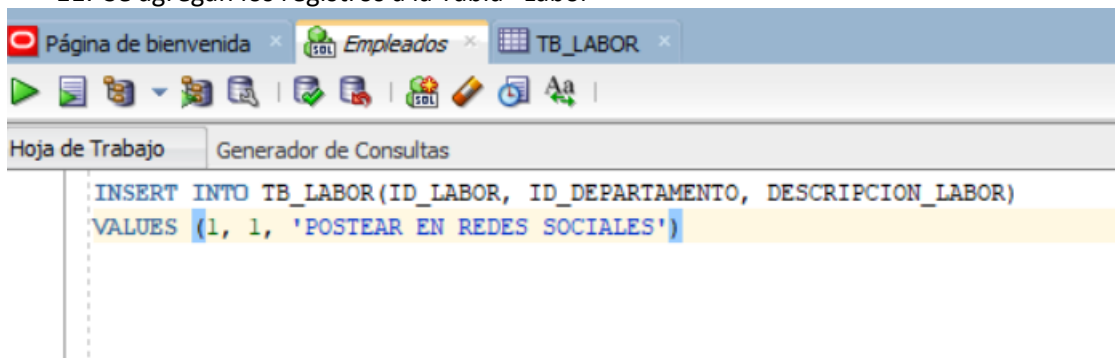 Página de bienvenida Empleados TB_LABOR
Hoja de Trabajo Generador de Consultas
INSERT INTO TB_LABOR(ID_LABOR, ID_DEPARTAMENTO, DESCRIPCION_LABOR)
VALUES (1, 1, 'POSTEAR EN REDES SOCIALES')